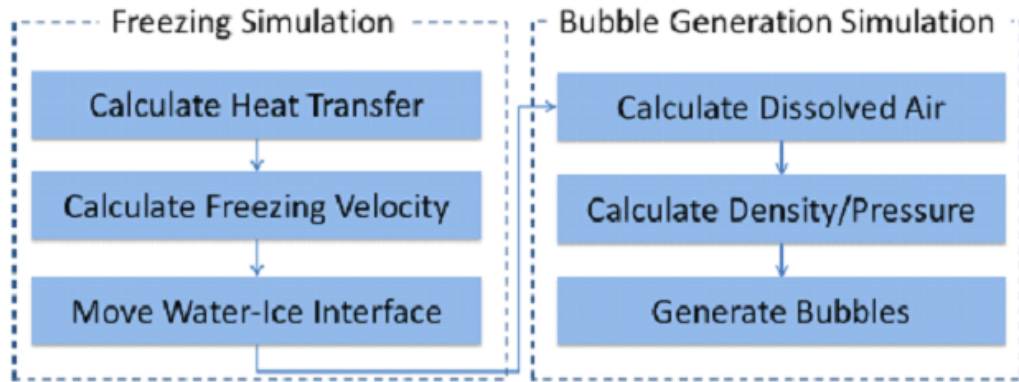 Freezing Simulation
Calculate Heat Transfer
Calculate Freezing Velocity
Move Water-Ice Interface
Bubble Generation Simulation
Calculate Dissolved Air
Calculate Density/Pressure
Generate Bubbles